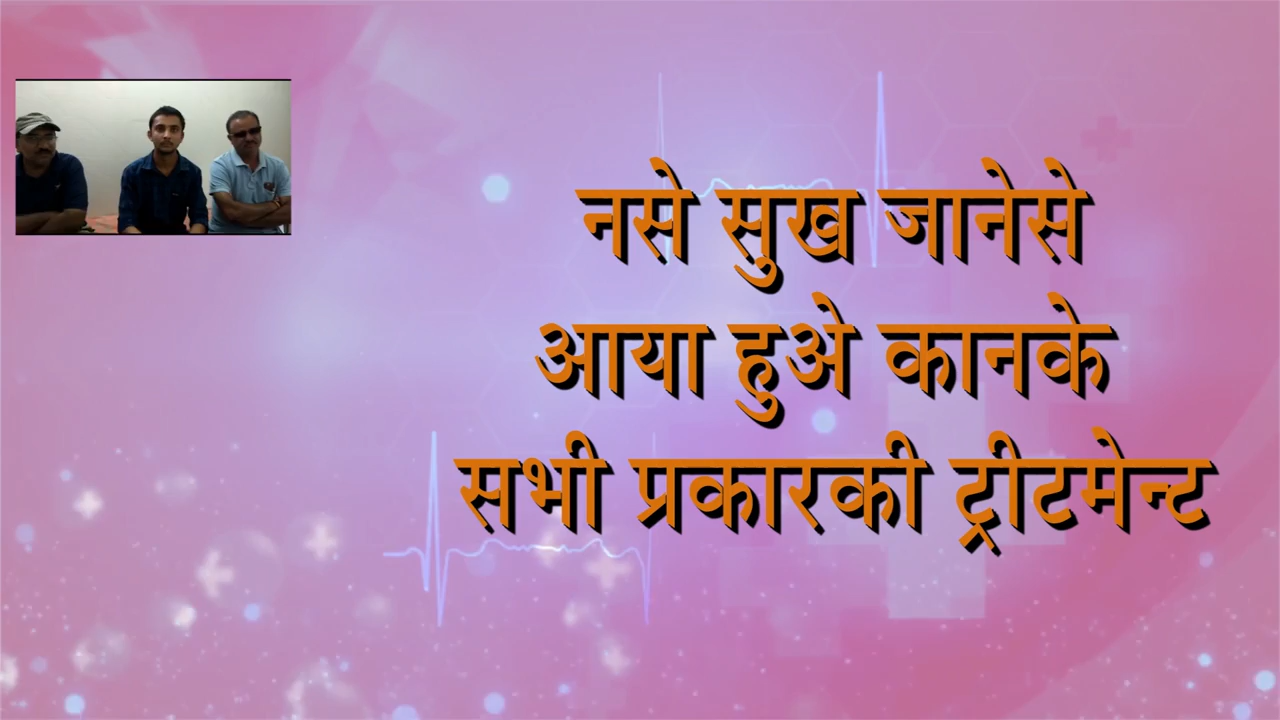 नसे सुख जानेसे
आया हुअे कानके
सभी प्रकारकी ट्रीटमेन्ट